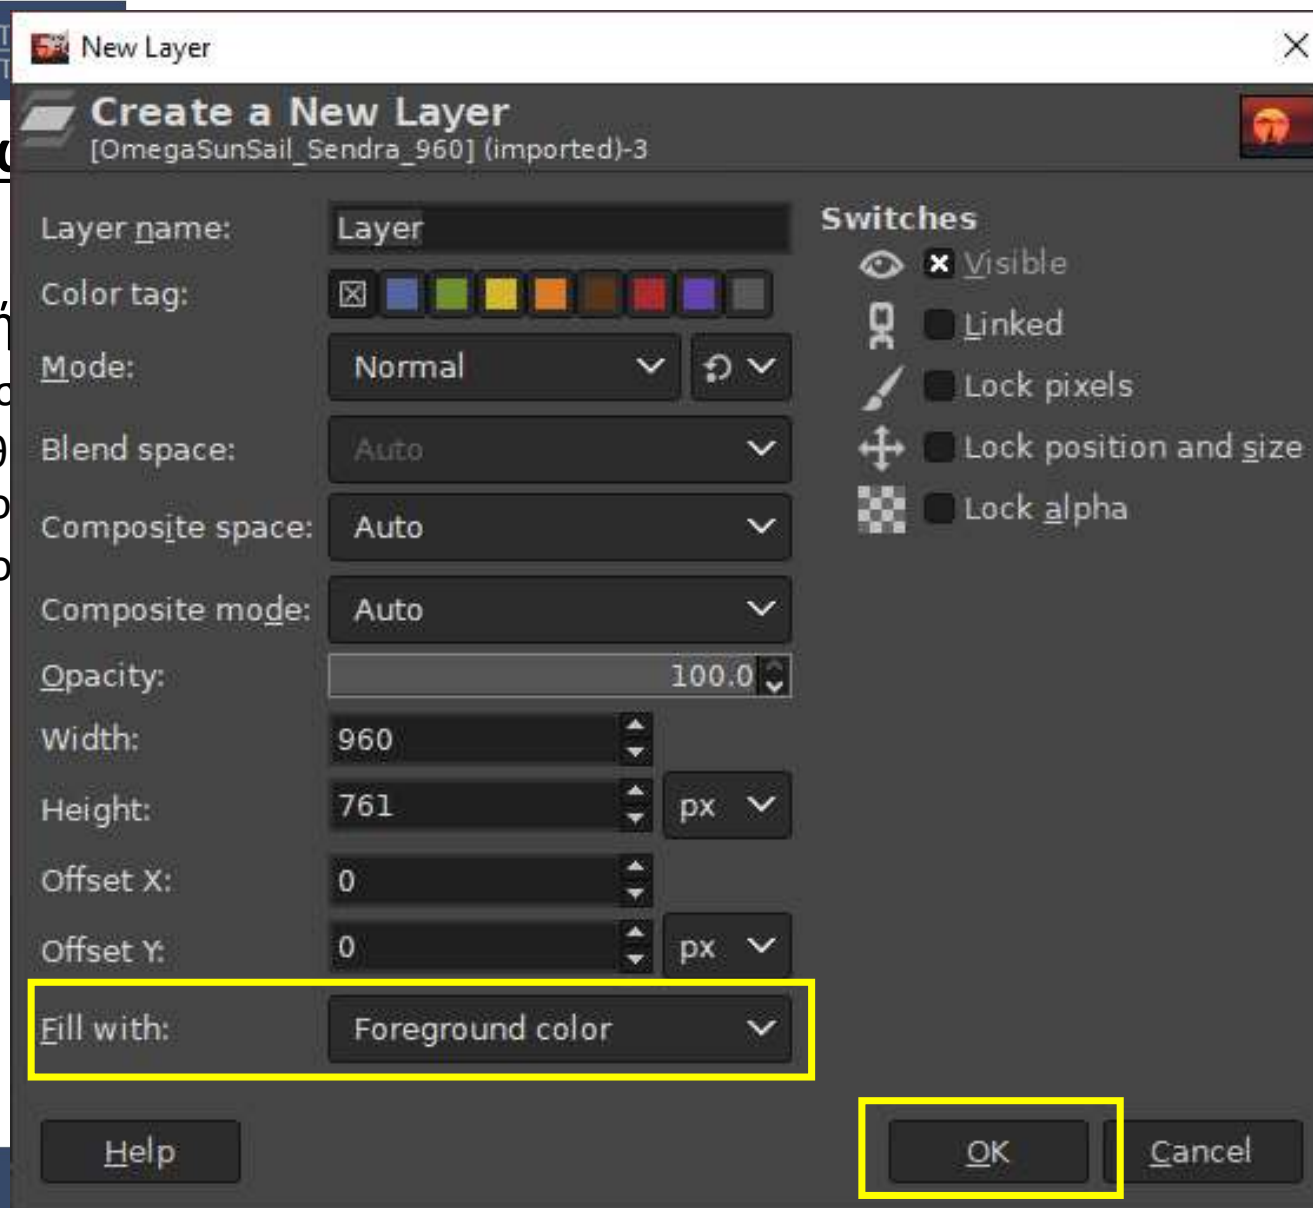 New Layer
Create a New Layer
[OmegaSunSail_Sendra_960] (imported)-3
Layer name: Layer
Color tag:
Mode: Normal
Blend space: Auto
Composite space: Auto
Composite mode: Auto
Opacity: 100.0
Width: 960
Height: 761 px
Offset X: 0
Offset Y: 0 px
Fill with: Foreground color
Switches
Visible
Linked
Lock pixels
Lock position and size
Lock alpha
Help OK Cancel